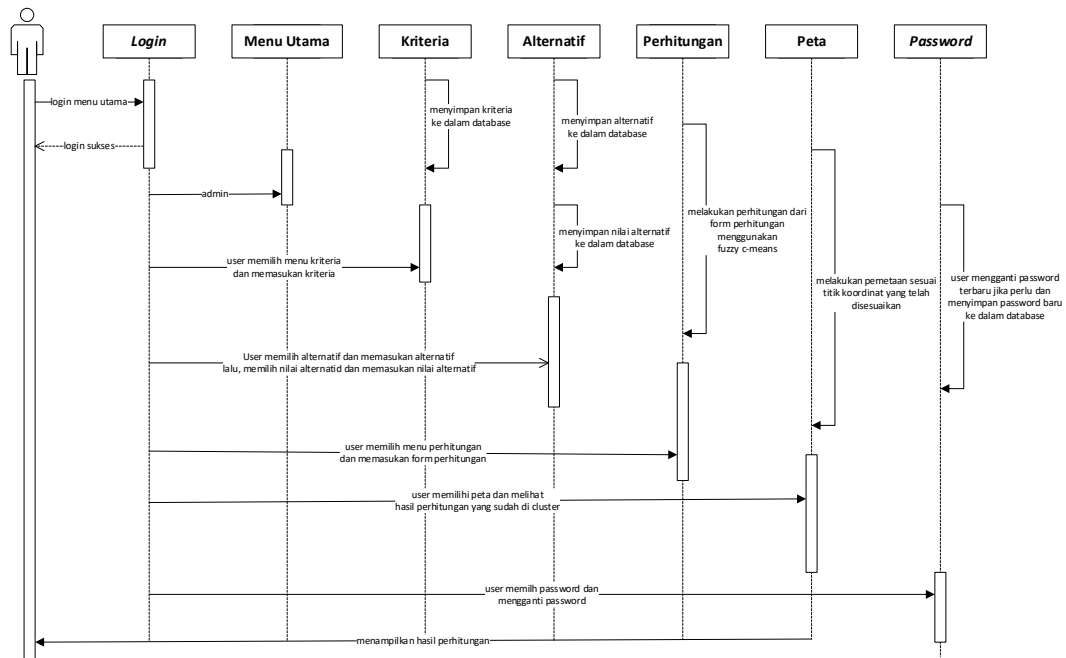 Login
Menu Utama
Kriteria
Alternatif
Perhitungan
Peta
Password
login menu utama
menyimpan kriteria
ke dalam database
menyimpan alternatif
ke dalam database
login sukses
admin
melakukan perhitungan dari
form perhitungan
menggunakan
fuzzy c-means
menyimpan nilai alternatif
ke dalam database
user memilih menu kriteria
dan memasukan kriteria
melakukan pemetaan sesuai
titik koordinat yang telah
disesuaikan
user mengganti password
terbaru jika perlu dan
menyimpan password baru
ke dalam database
User memilih alternatif dan memasukan alternatif
lalu, memilih nilai alternatid dan memasukan nilai alternatif
user memilih menu perhitungan
dan memasukan form perhitungan
user memilihi peta dan melihat
hasil perhitungan yang sudah di cluster
user memilh password dan
mengganti password
menampilkan hasil perhitungan